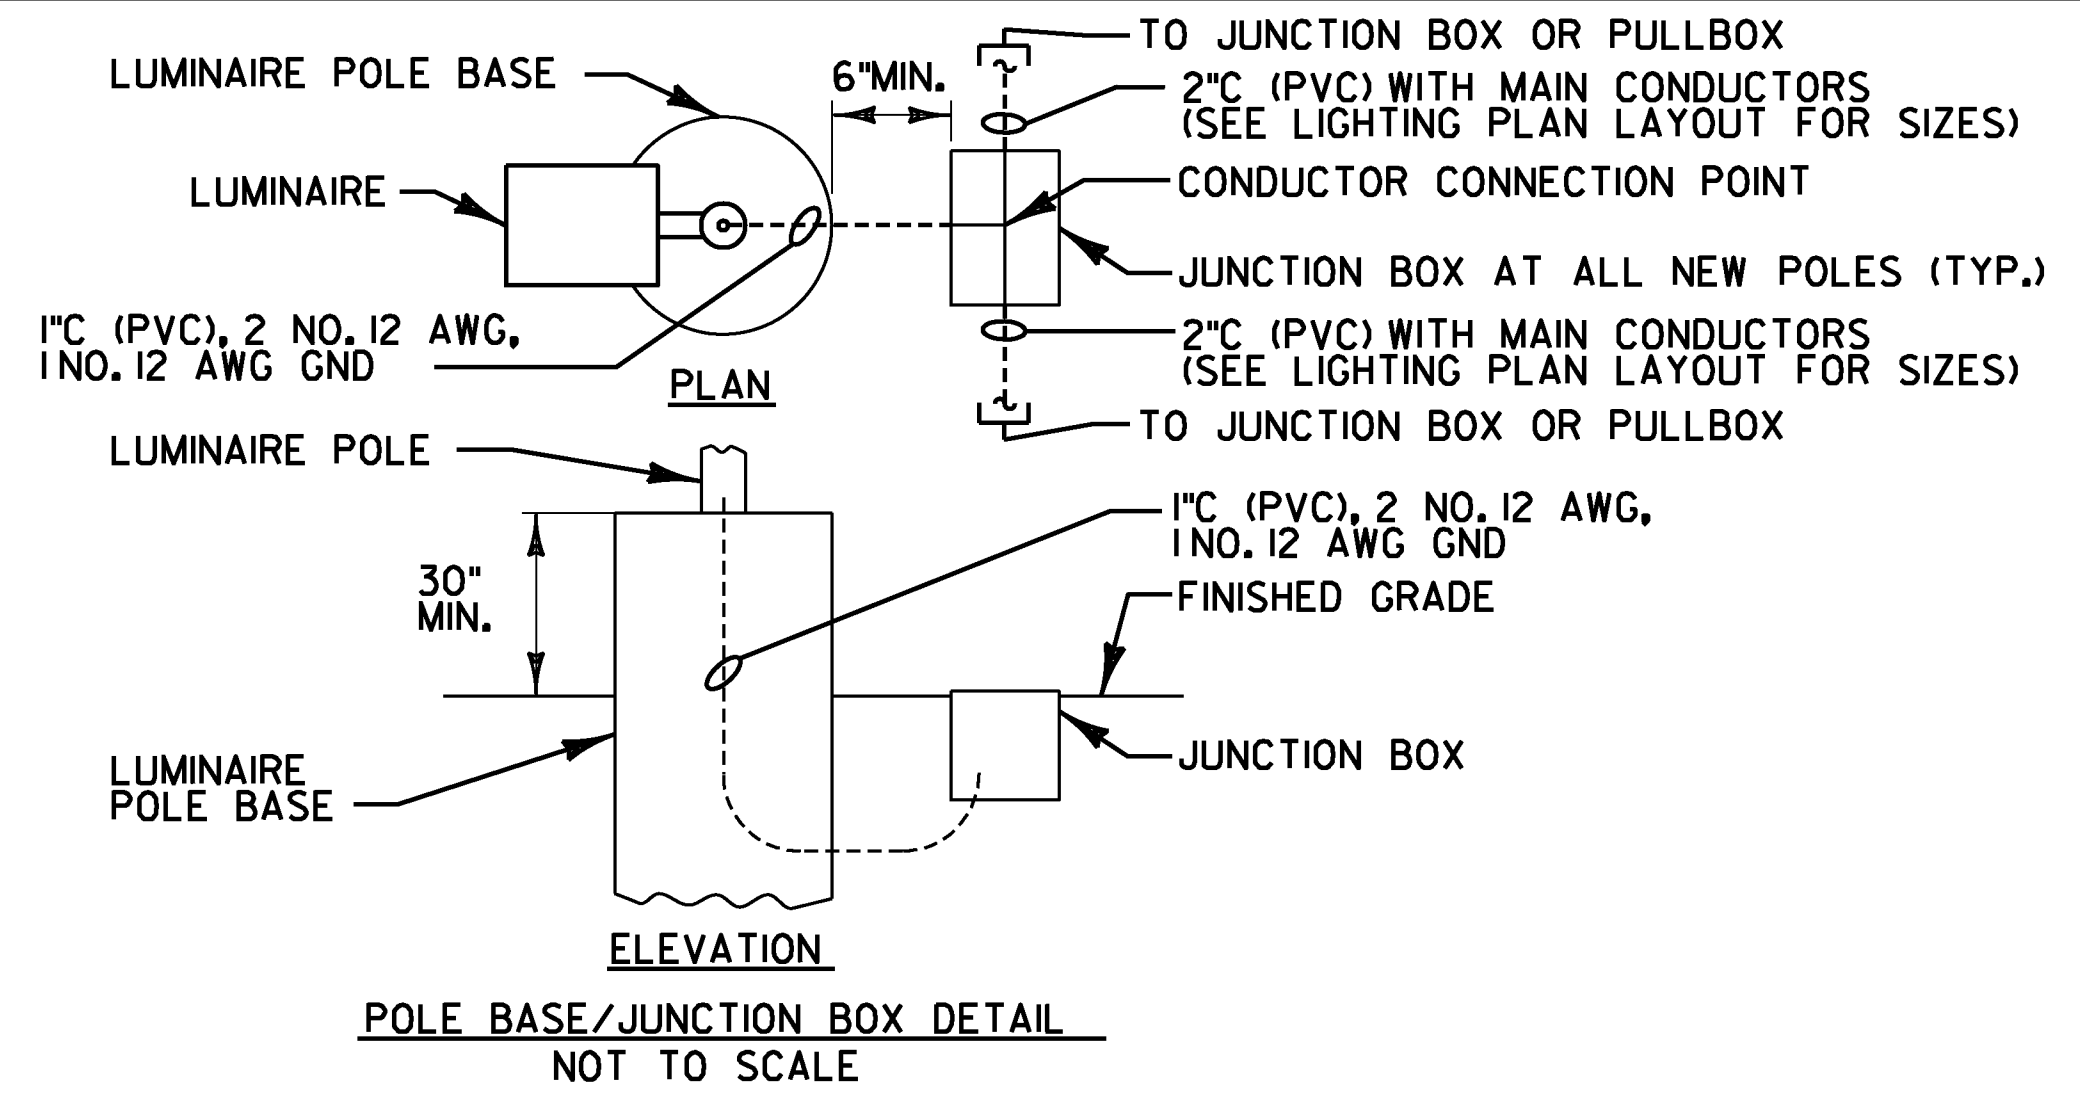 TO JUNCTION BOX OR PULLBOX
LUMINAIRE POLE BASE
6"MIN.
2"C (PVC) WITH MAIN CONDUCTORS
(SEE LIGHTING PLAN LAYOUT FOR SIZES)
LUMINAIRE
CONDUCTOR CONNECTION POINT
JUNCTION BOX AT ALL NEW POLES (TYP.)
1"C (PVC), 2 NO. 12 AWG,
1 NO. 12 AWG GND
2"C (PVC) WITH MAIN CONDUCTORS
(SEE LIGHTING PLAN LAYOUT FOR SIZES)
PLAN
TO JUNCTION BOX OR PULLBOX
LUMINAIRE POLE
1"C (PVC), 2 NO. 12 AWG,
1 NO. 12 AWG GND
30"
MIN.
FINISHED GRADE
JUNCTION BOX
LUMINAIRE
POLE BASE
ELEVATION
POLE BASE/JUNCTION BOX DETAIL
NOT TO SCALE